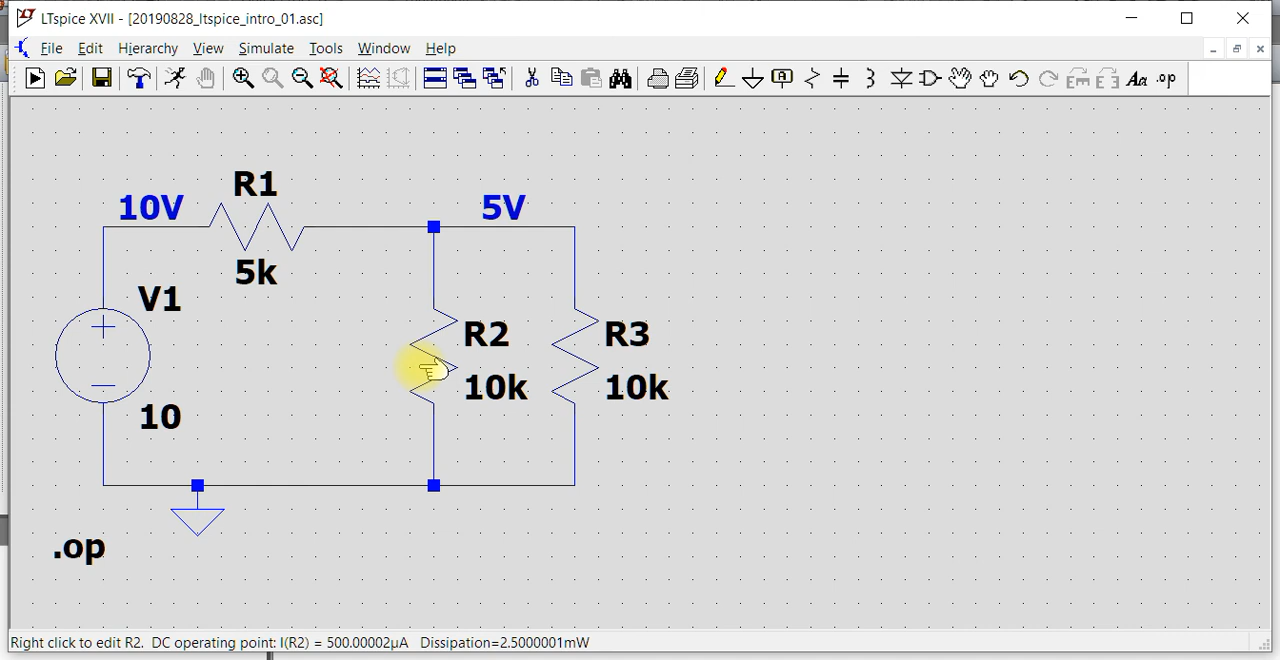 LTspice XVII - [20190828_ltspice_intro_01.asc]
File Edit Hierarchy View Simulate Tools Window Help
Aa .op
R1
10V 5V
5k
V1
R2 R3
10k 10k
10
.op
Right click to edit R2. DC operating point: I(R2) = 500.00002µA Dissipation=2.5000001mW